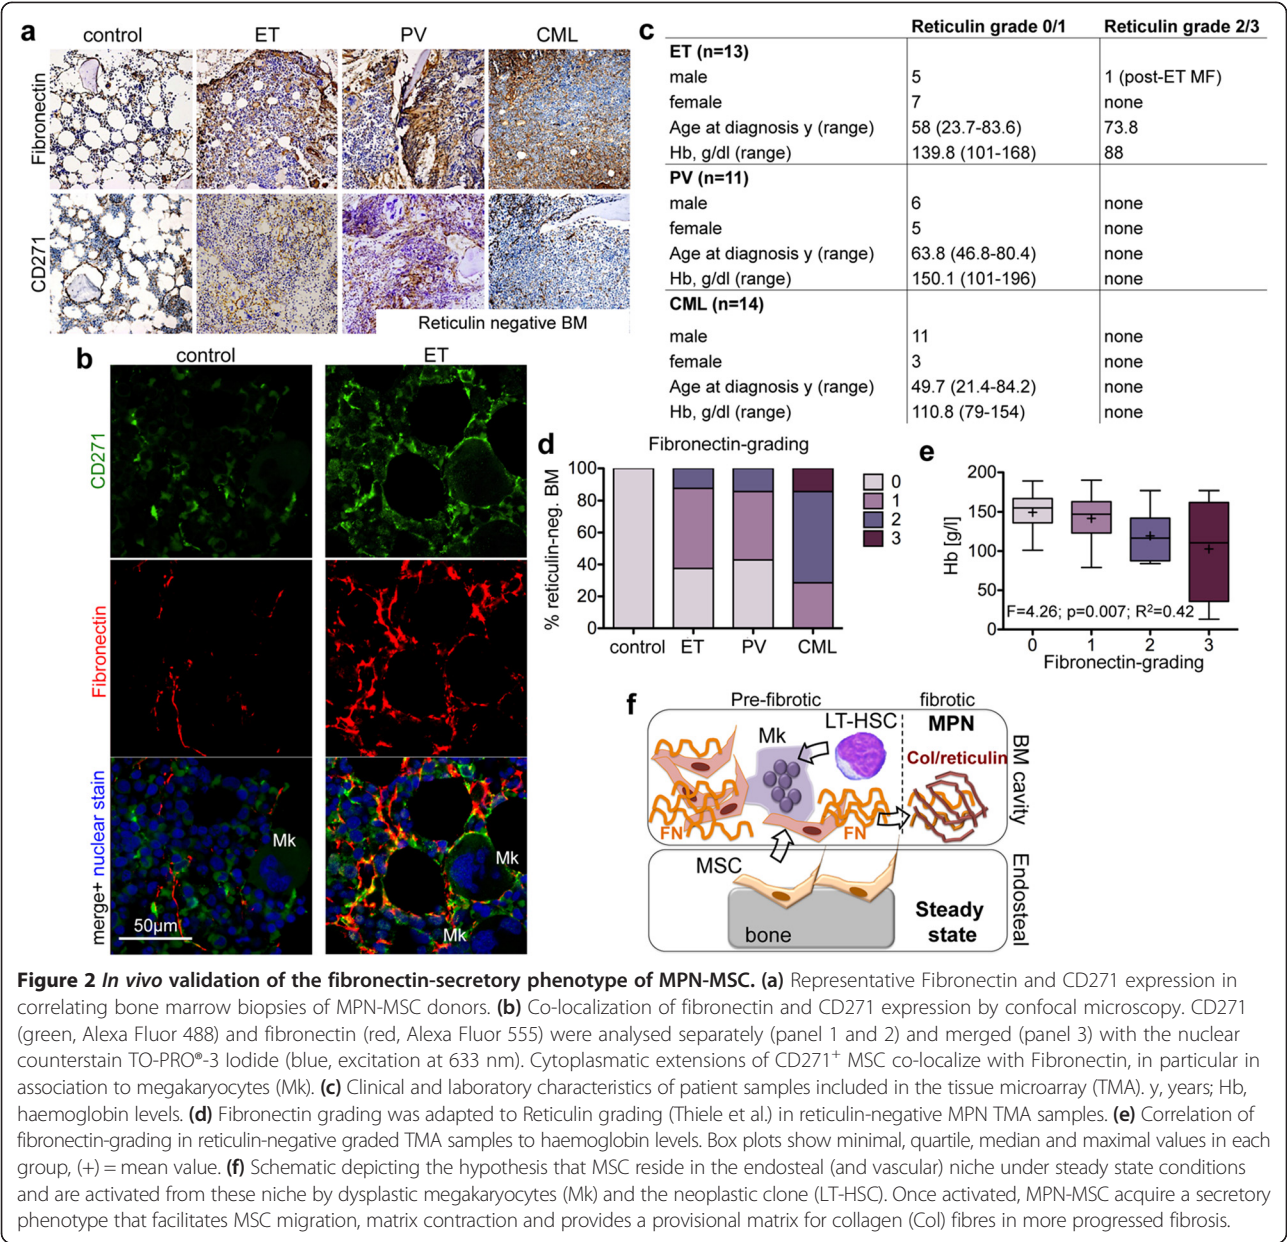 a
control ET PV CML
Fibronectin
CD271
Reticulin negative BM
b
control ET
CD271
Fibronectin
merge+ nuclear stain
Mk
50µm
Mk
Mk
c
Reticulin grade 0/1 Reticulin grade 2/3
ET (n=13)
male 5 1 (post-ET MF)
female 7 none
Age at diagnosis y (range) 58 (23.7-83.6) 73.8
Hb, g/dl (range) 139.8 (101-168) 88
PV (n=11)
male 6 none
female 5 none
Age at diagnosis y (range) 63.8 (46.8-80.4) none
Hb, g/dl (range) 150.1 (101-196) none
CML (n=14)
male 11 none
female 3 none
Age at diagnosis y (range) 49.7 (21.4-84.2) none
Hb, g/dl (range) 110.8 (79-154) none
d
Fibronectin-grading
% reticulin-neg. BM
100
80
60
40
20
0
control ET PV CML
0
1
2
3
e
Hb [g/l]
200
150
100
50
0
F=4.26; p=0.007; R²=0.42
0 1 2 3
Fibronectin-grading
f
Pre-fibrotic fibrotic
LT-HSC MPN
Mk
Col/reticulin
FN FN
BM cavity
MSC
bone
Steady
state
Endosteal
Figure 2 In vivo validation of the fibronectin-secretory phenotype of MPN-MSC. (a) Representative Fibronectin and CD271 expression in
correlating bone marrow biopsies of MPN-MSC donors. (b) Co-localization of fibronectin and CD271 expression by confocal microscopy. CD271
(green, Alexa Fluor 488) and fibronectin (red, Alexa Fluor 555) were analysed separately (panel 1 and 2) and merged (panel 3) with the nuclear
counterstain TO-PRO®-3 Iodide (blue, excitation at 633 nm). Cytoplasmatic extensions of CD271⁺ MSC co-localize with Fibronectin, in particular in
association to megakaryocytes (Mk). (c) Clinical and laboratory characteristics of patient samples included in the tissue microarray (TMA). y, years; Hb,
haemoglobin levels. (d) Fibronectin grading was adapted to Reticulin grading (Thiele et al.) in reticulin-negative MPN TMA samples. (e) Correlation of
fibronectin-grading in reticulin-negative graded TMA samples to haemoglobin levels. Box plots show minimal, quartile, median and maximal values in each
group, (+) = mean value. (f) Schematic depicting the hypothesis that MSC reside in the endosteal (and vascular) niche under steady state conditions
and are activated from these niche by dysplastic megakaryocytes (Mk) and the neoplastic clone (LT-HSC). Once activated, MPN-MSC acquire a secretory
phenotype that facilitates MSC migration, matrix contraction and provides a provisional matrix for collagen (Col) fibres in more progressed fibrosis.